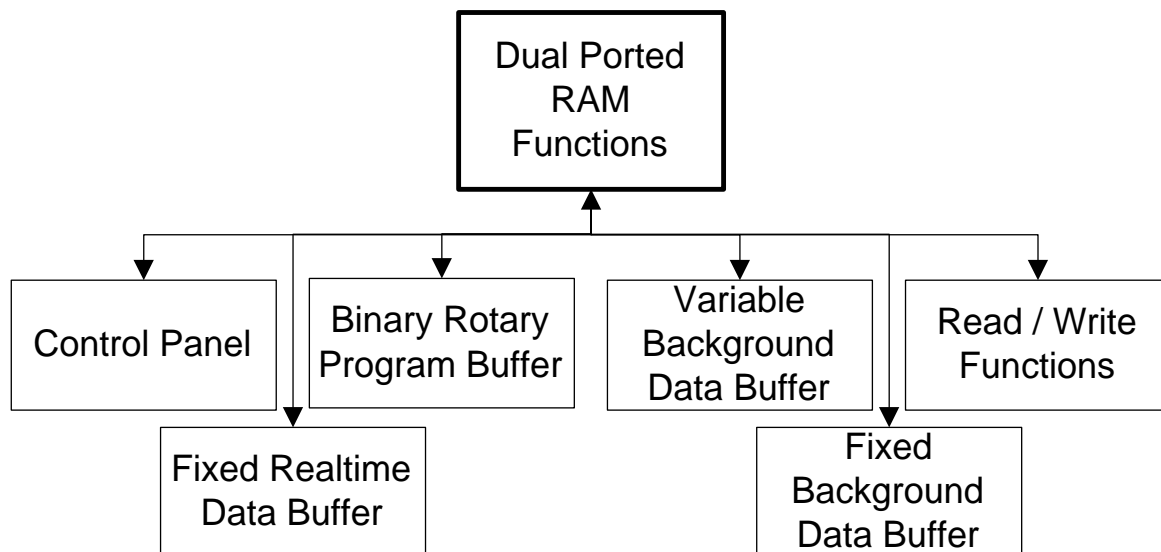 Dual Ported
RAM
Functions
Control Panel
Binary Rotary
Program Buffer
Variable
Background
Data Buffer
Read / Write
Functions
Fixed Realtime
Data Buffer
Fixed
Background
Data Buffer